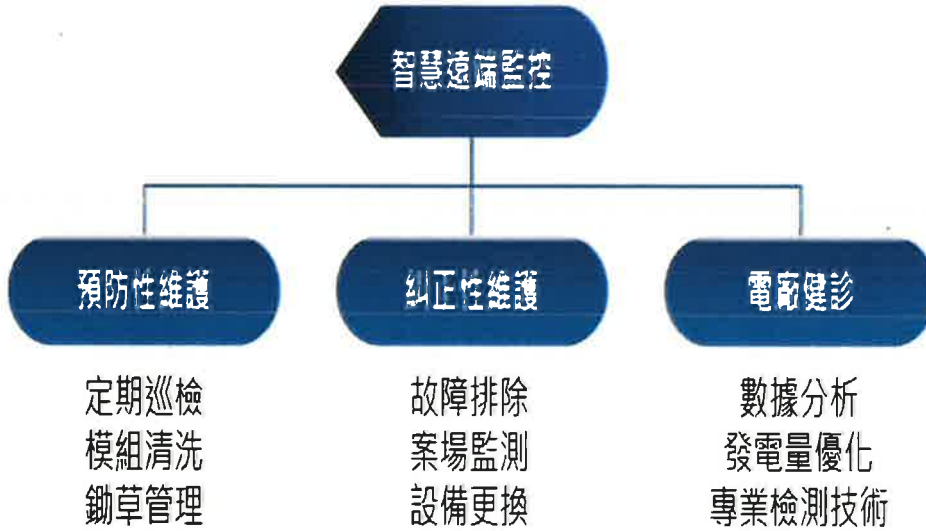 智慧遠端監控
預防性維護
糾正性維護
電廠健診
定期巡檢
模組清洗
鋤草管理
故障排除
案場監測
設備更換
數據分析
發電量優化
專業檢測技術